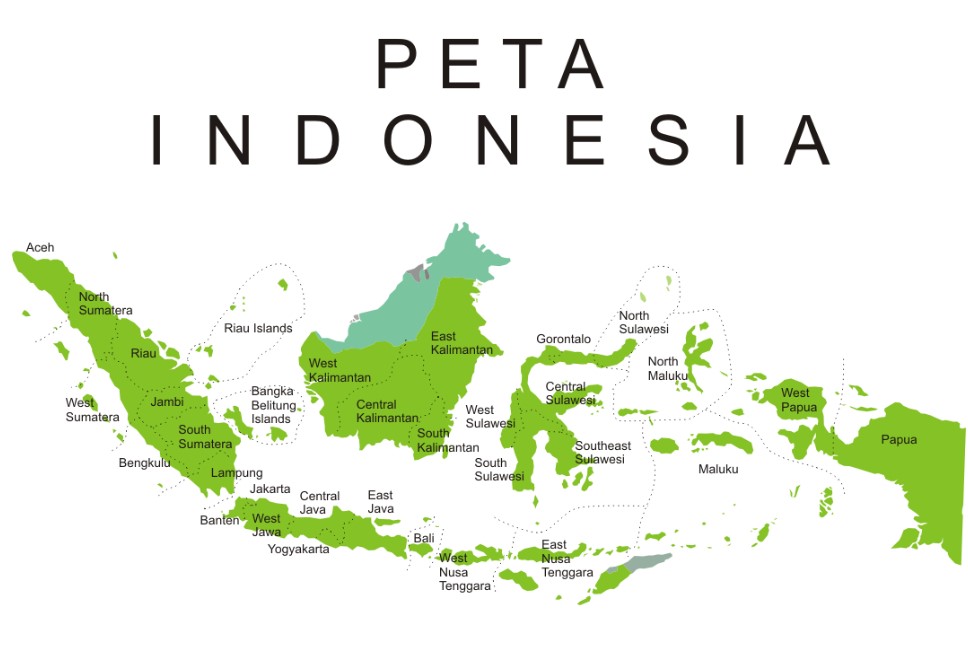 PETA
INDONESIA
Aceh
North
Sumatera
Riau Islands
Riau
Jambi
West
Sumatera
South
Sumatera
Bangka
Belitung
Islands
Bengkulu
Lampung
Jakarta
Banten
West
Jawa
Central
Java
East
Java
Yogyakarta
Bali
West
Nusa
Tenggara
East
Nusa
Tenggara
West
Kalimantan
Central
Kalimantan
East
Kalimantan
South
Kalimantan
Gorontalo
North
Sulawesi
Central
Sulawesi
West
Sulawesi
South
Sulawesi
Southeast
Sulawesi
North
Maluku
Maluku
West
Papua
Papua